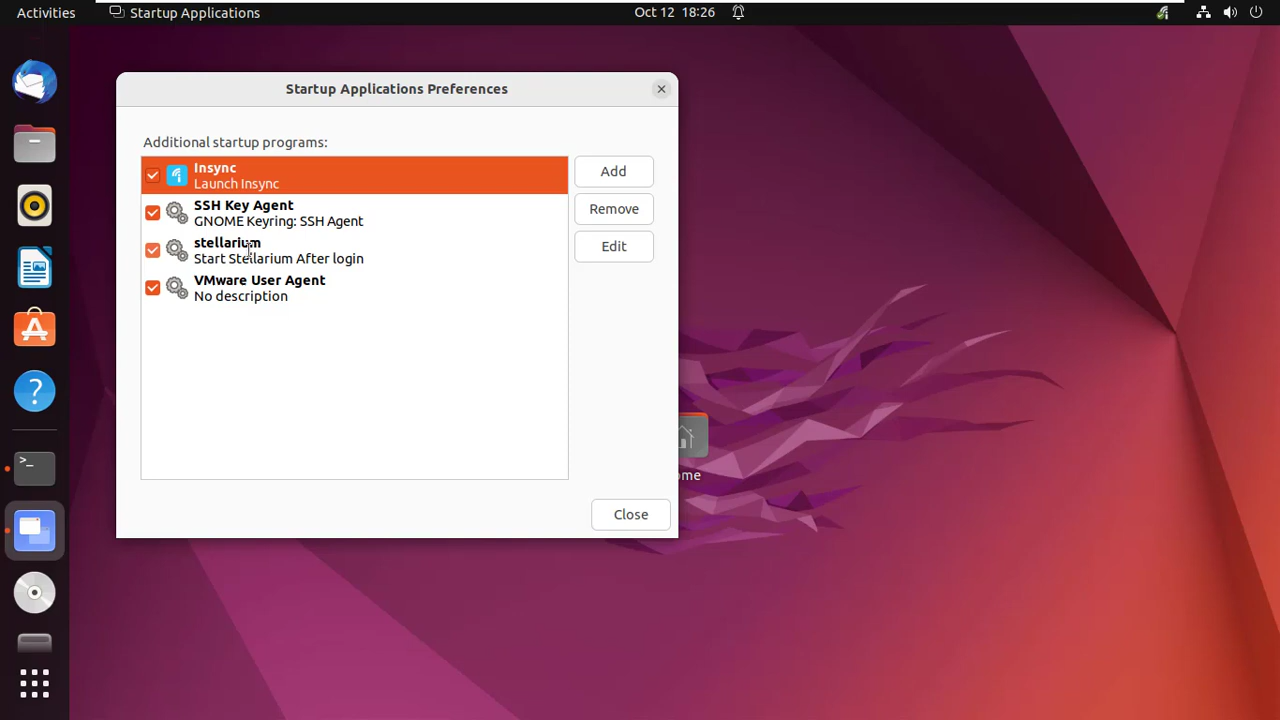 Activities
Startup Applications
Oct 12 18:26
Startup Applications Preferences
Additional startup programs:
Insync
Launch Insync
SSH Key Agent
GNOME Keyring: SSH Agent
stellarium
Start Stellarium After login
VMware User Agent
No description
Add
Remove
Edit
Close
ome